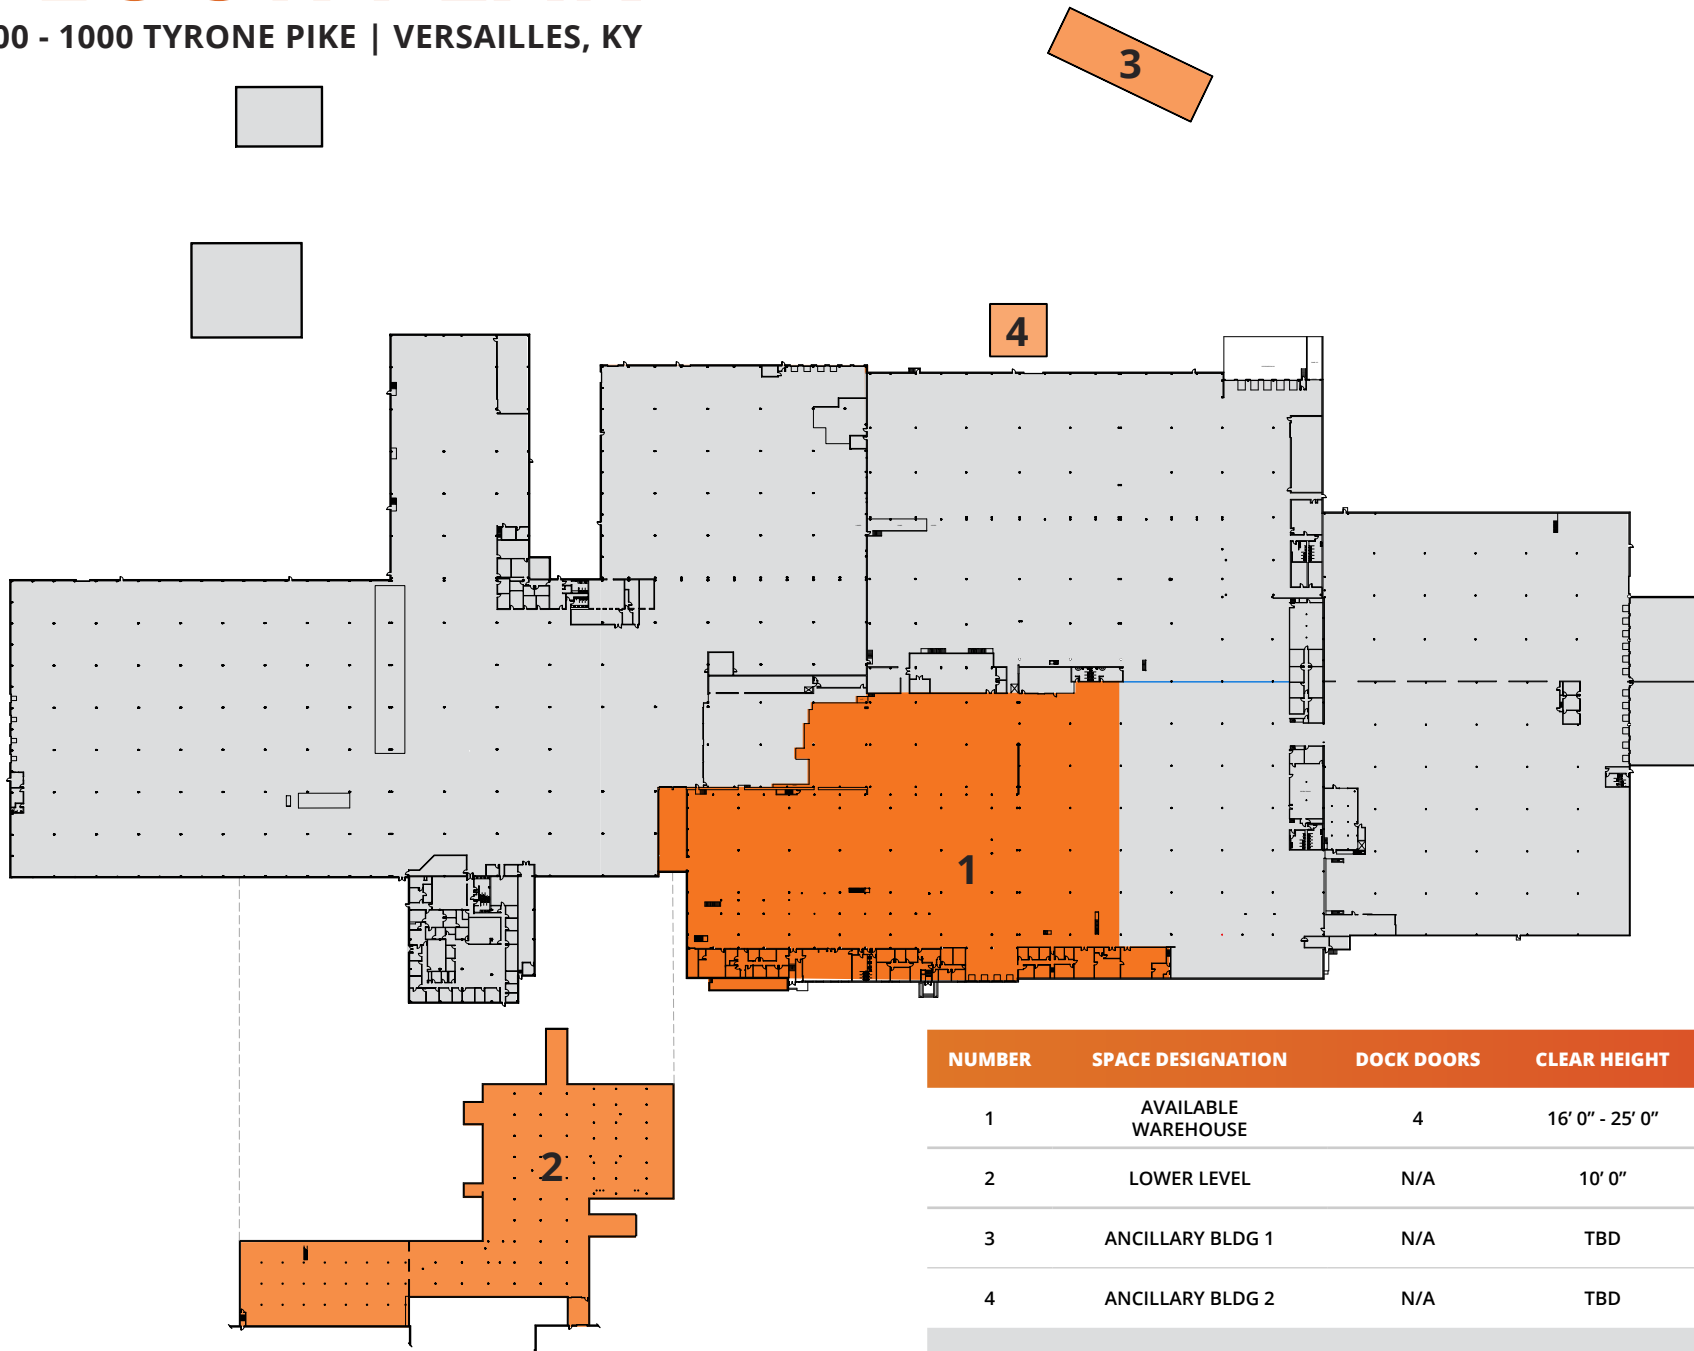 00 - 1000 TYRONE PIKE | VERSAILLES, KY
3
4
1
2
NUMBER SPACE DESIGNATION DOCK DOORS CLEAR HEIGHT
1 AVAILABLE WAREHOUSE 4 16’ 0” - 25’ 0”
2 LOWER LEVEL N/A 10’ 0”
3 ANCILLARY BLDG 1 N/A TBD
4 ANCILLARY BLDG 2 N/A TBD